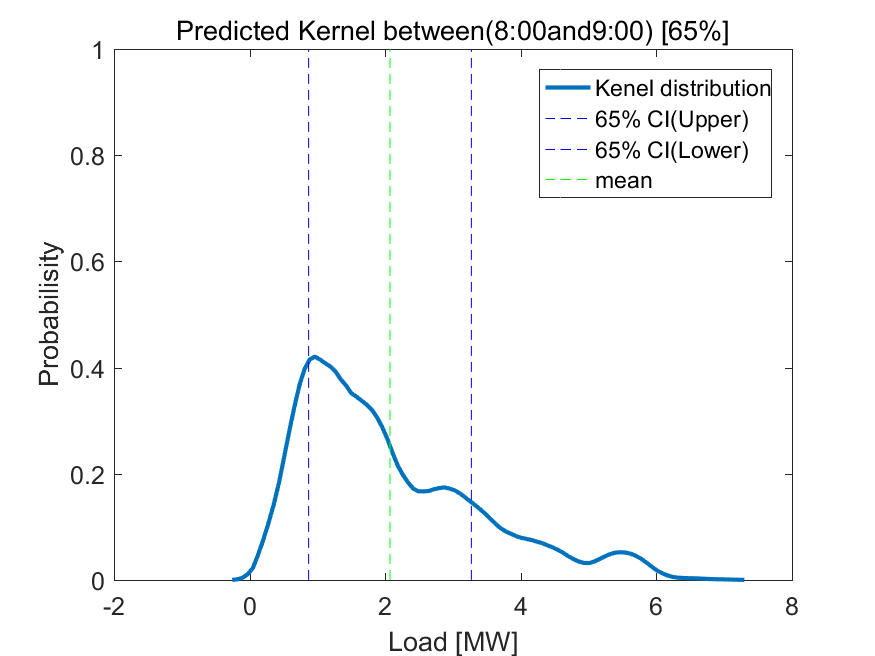 Predicted Kernel between(8:00and9:00) [65%]
1
0.8
0.6
0.4
0.2
0
Probabilisity
-2 0 2 4 6 8
Load [MW]
Kenel distribution
65% CI(Upper)
65% CI(Lower)
mean